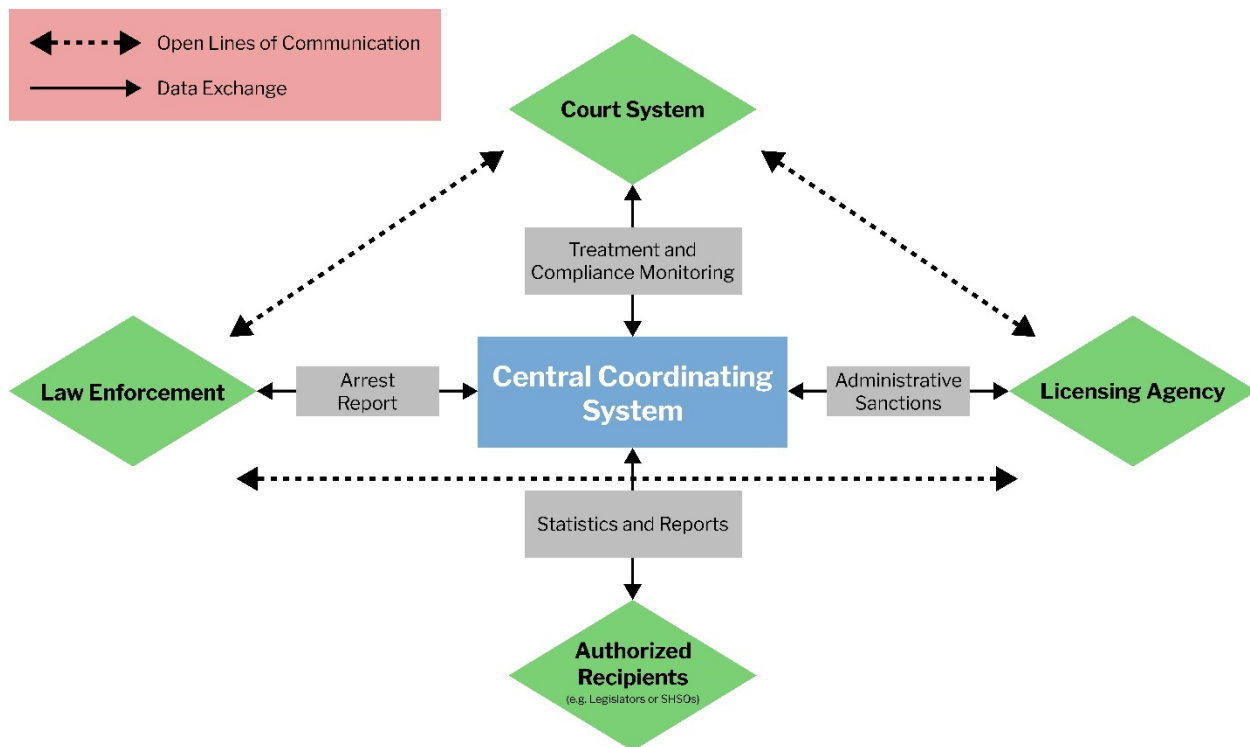 Open Lines of Communication
Data Exchange
Court System
Treatment and
Compliance Monitoring
Law Enforcement
Arrest
Report
Central Coordinating
System
Administrative
Sanctions
Licensing Agency
Statistics and Reports
Authorized
Recipients
(e.g. Legislators or SHSOs)